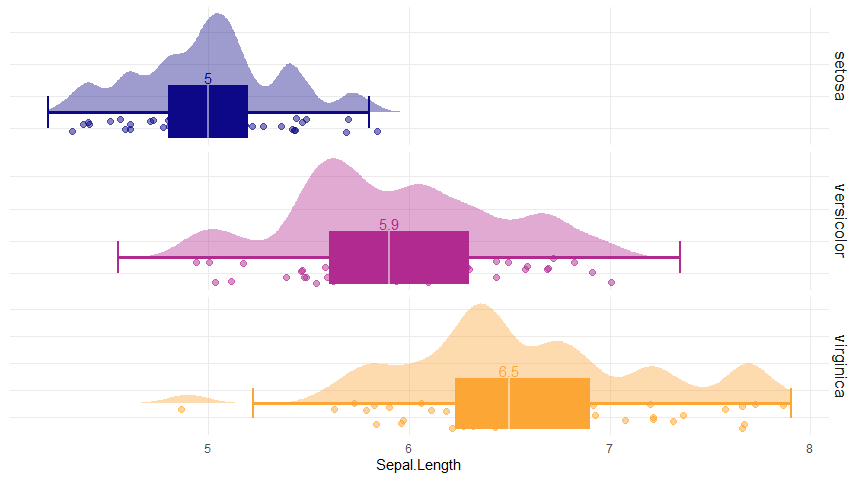 5
setosa
5.9
versicolor
6.5
virginica
5 6 7 8
Sepal.Length